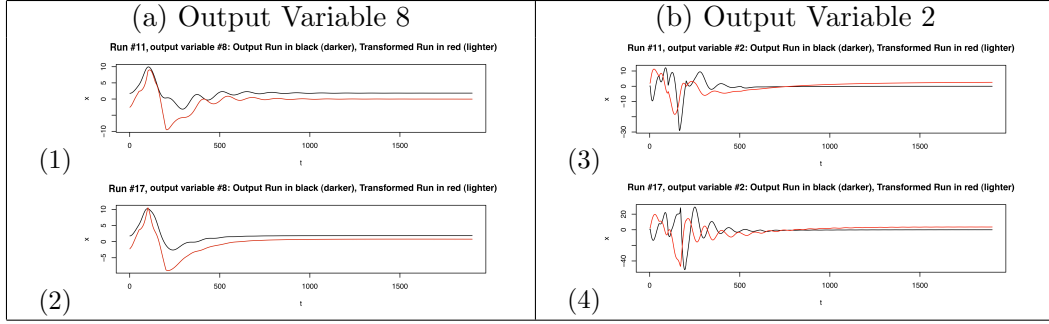 (a) Output Variable 8
Run #11, output variable #8: Output Run in black (darker), Transformed Run in red (lighter)
x
10
5
0
−10
0
500
1000
1500
t
(1)
Run #17, output variable #8: Output Run in black (darker), Transformed Run in red (lighter)
x
10
5
0
−5
0
500
1000
1500
t
(2)
(b) Output Variable 2
Run #11, output variable #2: Output Run in black (darker), Transformed Run in red (lighter)
x
10
−10
−30
0
500
1000
1500
t
(3)
Run #17, output variable #2: Output Run in black (darker), Transformed Run in red (lighter)
x
20
0
−40
0
500
1000
1500
t
(4)